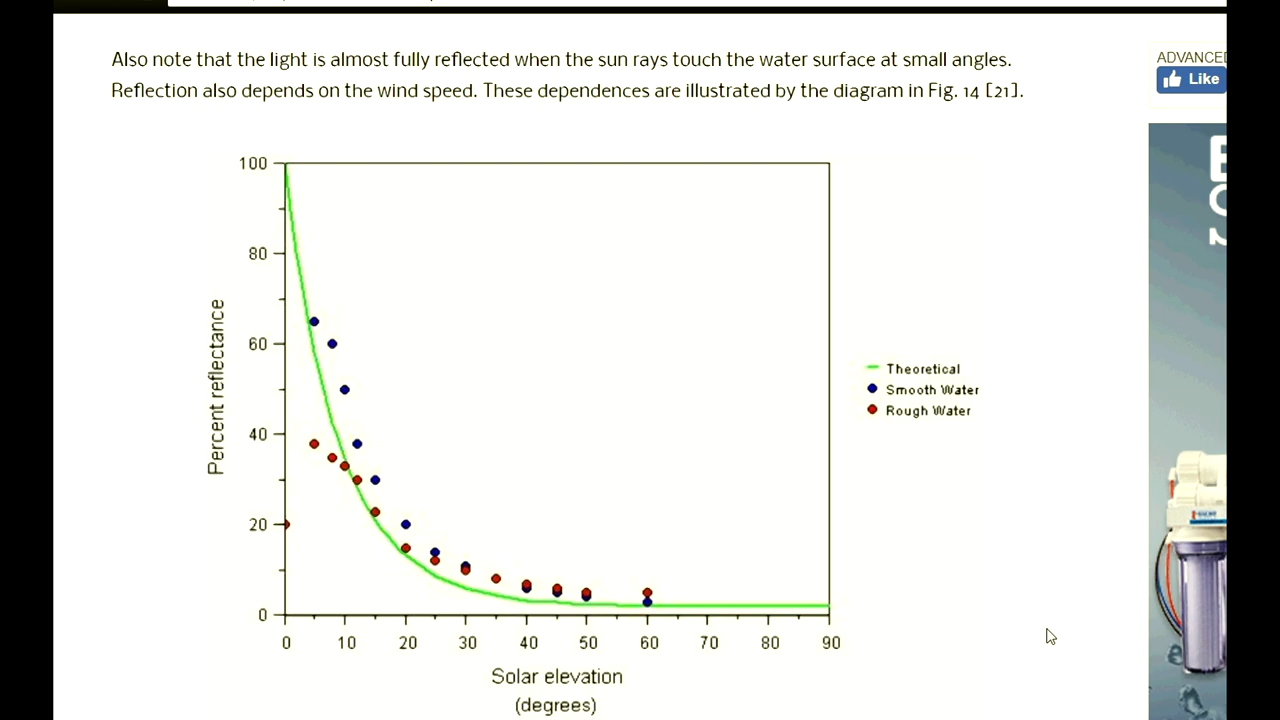 Also note that the light is almost fully reflected when the sun rays touch the water surface at small angles.
Reflection also depends on the wind speed. These dependences are illustrated by the diagram in Fig. 14 [21].
ADVANCE
Like
100
80
60
40
20
0
Percent reflectance
0 10 20 30 40 50 60 70 80 90
Solar elevation
(degrees)
Theoretical
Smooth Water
Rough Water